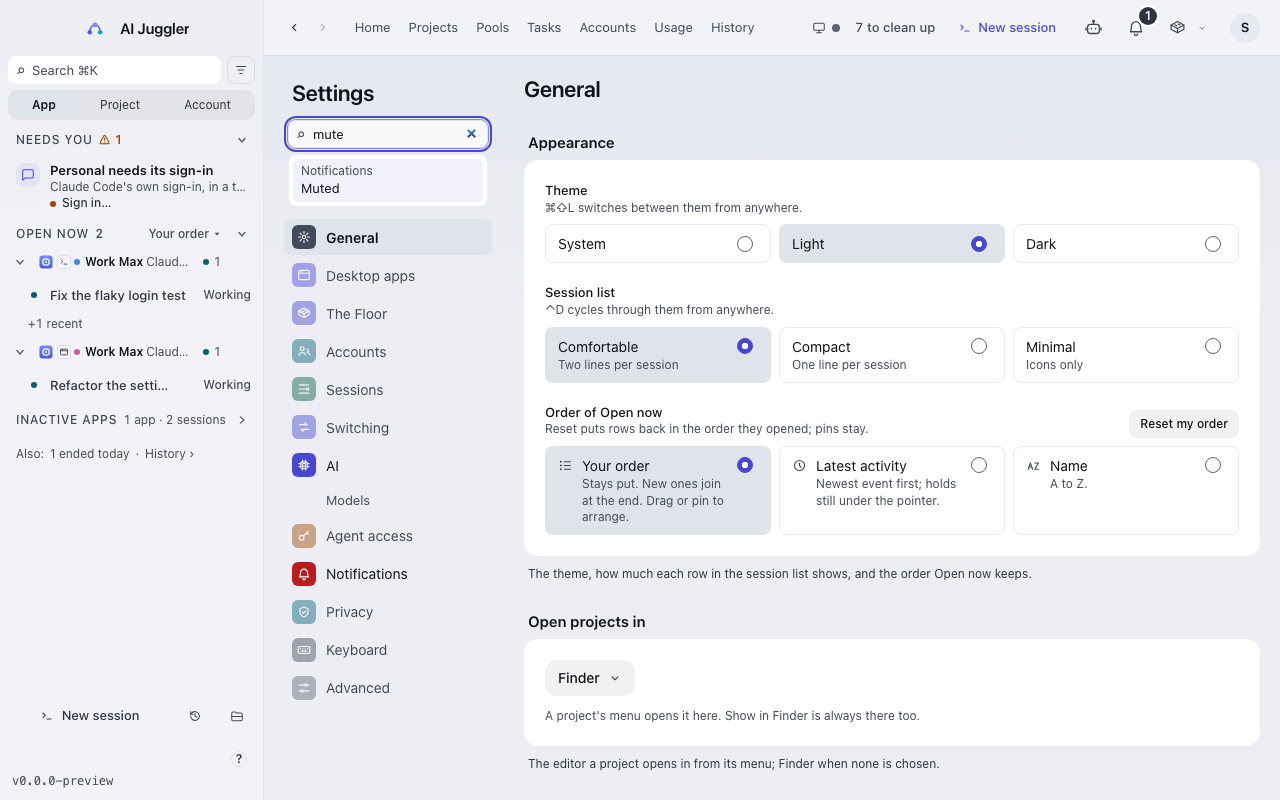 AI Juggler
Search ⌘K
App Project Account
NEEDS YOU 1
Personal needs its sign-in
Claude Code's own sign-in, in a t…
Sign in…
OPEN NOW 2 Your order
Work Max Claud… 1
Fix the flaky login test Working
+1 recent
Work Max Claud… 1
Refactor the setti… Working
INACTIVE APPS 1 app · 2 sessions
Also: 1 ended today · History ›
New session
?
v0.0.0-preview
Home Projects Pools Tasks Accounts Usage History
7 to clean up
New session
1
S
Settings
mute
Notifications
Muted
General
Desktop apps
The Floor
Accounts
Sessions
Switching
AI
Models
Agent access
Notifications
Privacy
Keyboard
Advanced
General
Appearance
Theme
⌘⇧L switches between them from anywhere.
System
Light
Dark
Session list
^D cycles through them from anywhere.
Comfortable
Two lines per session
Compact
One line per session
Minimal
Icons only
Order of Open now
Reset puts rows back in the order they opened; pins stay.
Reset my order
Your order
Stays put. New ones join
at the end. Drag or pin to
arrange.
Latest activity
Newest event first; holds
still under the pointer.
AZ Name
A to Z.
The theme, how much each row in the session list shows, and the order Open now keeps.
Open projects in
Finder
A project's menu opens it here. Show in Finder is always there too.
The editor a project opens in from its menu; Finder when none is chosen.